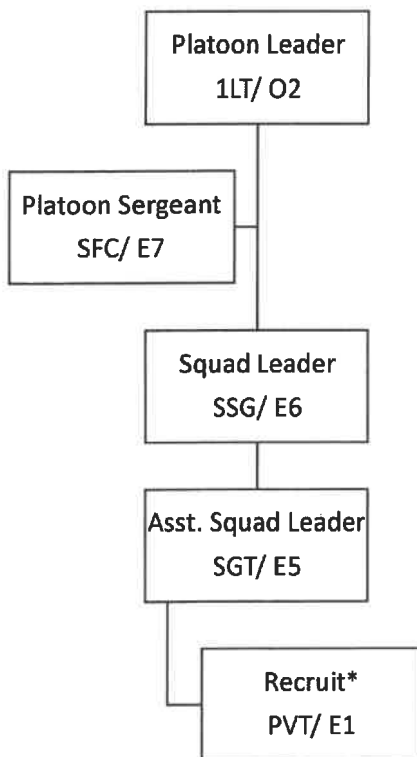 Platoon Leader
1LT/ O2
Platoon Sergeant
SFC/ E7
Squad Leader
SSG/ E6
Asst. Squad Leader
SGT/ E5
Recruit*
PVT/ E1